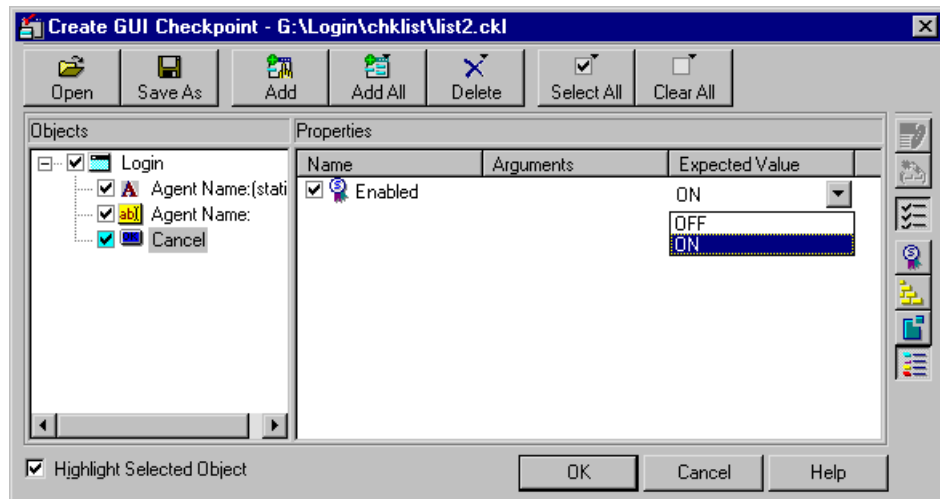 Create GUI Checkpoint - G:\Login\chklist\list2.ckl
Open Save As Add Add All Delete Select All Clear All
Objects
Properties
Login
Agent Name:(stati
Agent Name:
Cancel
Name Arguments Expected Value
Enabled ON
OFF
ON
Highlight Selected Object
OK Cancel Help